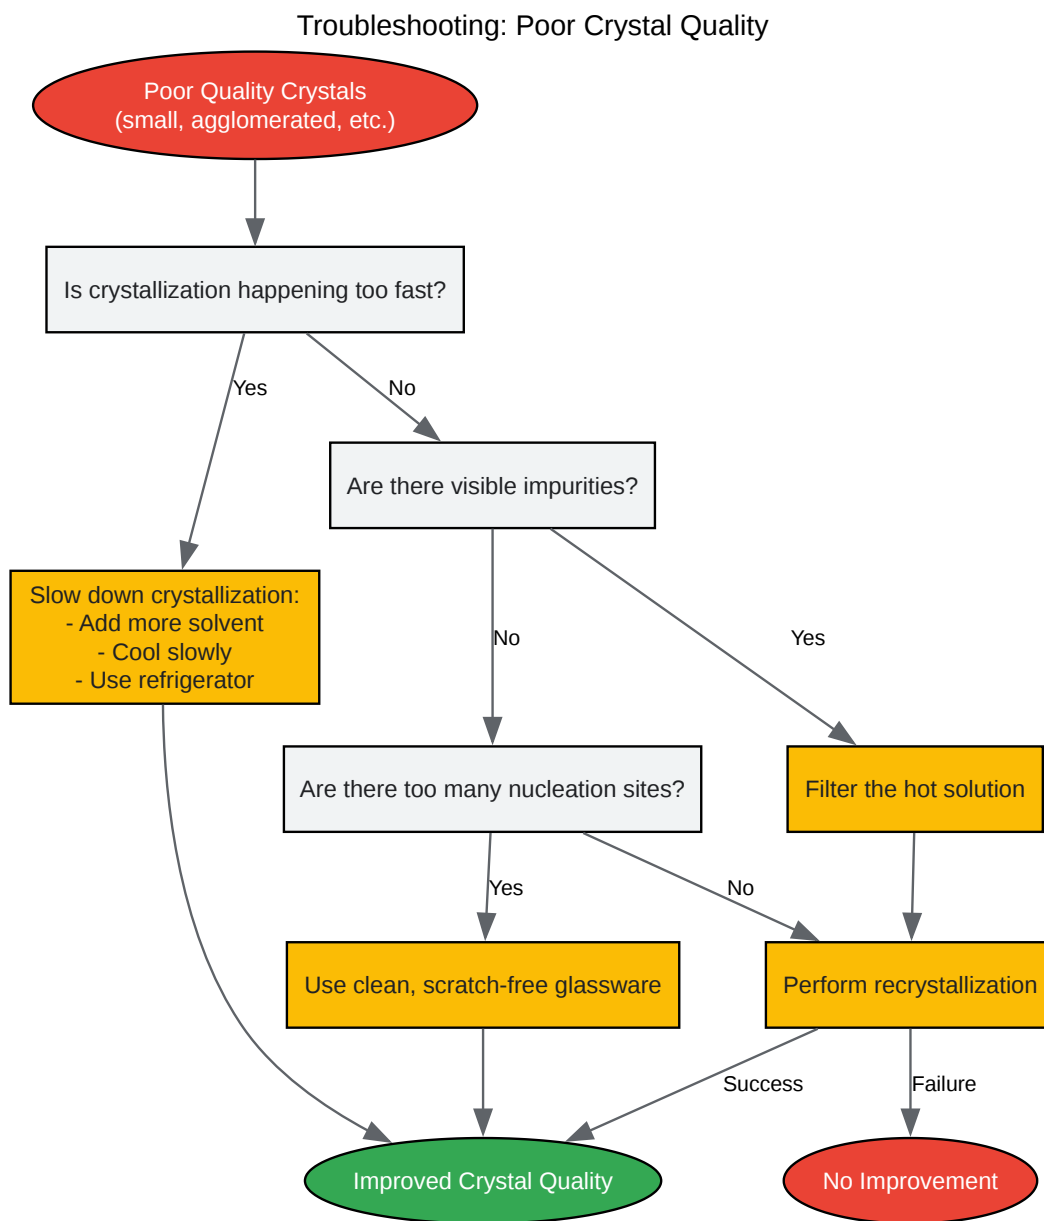 Troubleshooting: Poor Crystal Quality
Poor Quality Crystals
(small, agglomerated, etc.)
Is crystallization happening too fast?
Yes
No
Are there visible impurities?
Slow down crystallization:
- Add more solvent
- Cool slowly
- Use refrigerator
No
Yes
Are there too many nucleation sites?
Filter the hot solution
Yes
No
Use clean, scratch-free glassware
Perform recrystallization
Success
Failure
Improved Crystal Quality
No Improvement